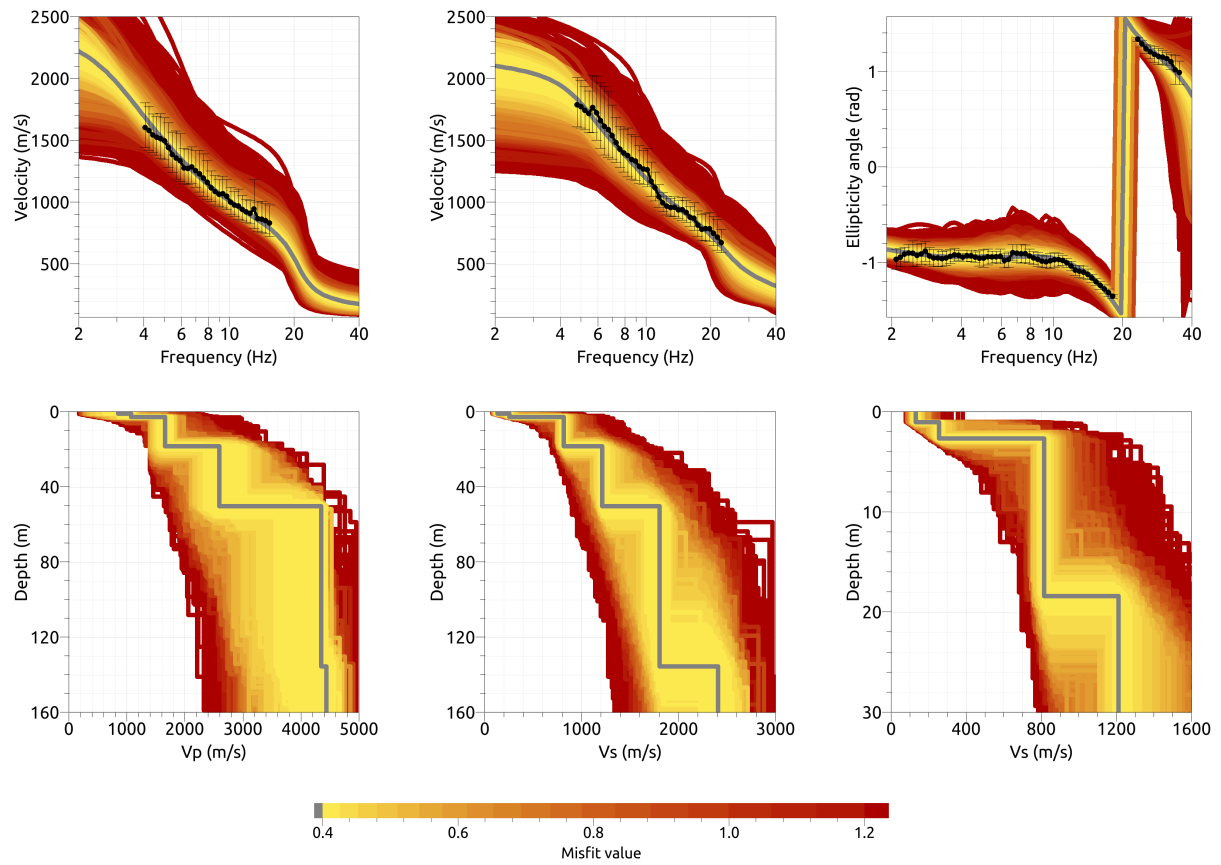 2500
2000
1500
1000
500
Velocity (m/s)
2 4 6 8 10 20 40
Frequency (Hz)
2500
2000
1500
1000
500
Velocity (m/s)
2 4 6 8 10 20 40
Frequency (Hz)
1
0
-1
Ellipticity angle (rad)
2 4 6 8 10 20 40
Frequency (Hz)
0
40
80
120
160
Depth (m)
0 1000 2000 3000 4000 5000
Vp (m/s)
0
40
80
120
160
Depth (m)
0 1000 2000 3000
Vs (m/s)
0
10
20
30
Depth (m)
0 400 800 1200 1600
Vs (m/s)
0.4 0.6 0.8 1.0 1.2
Misfit value